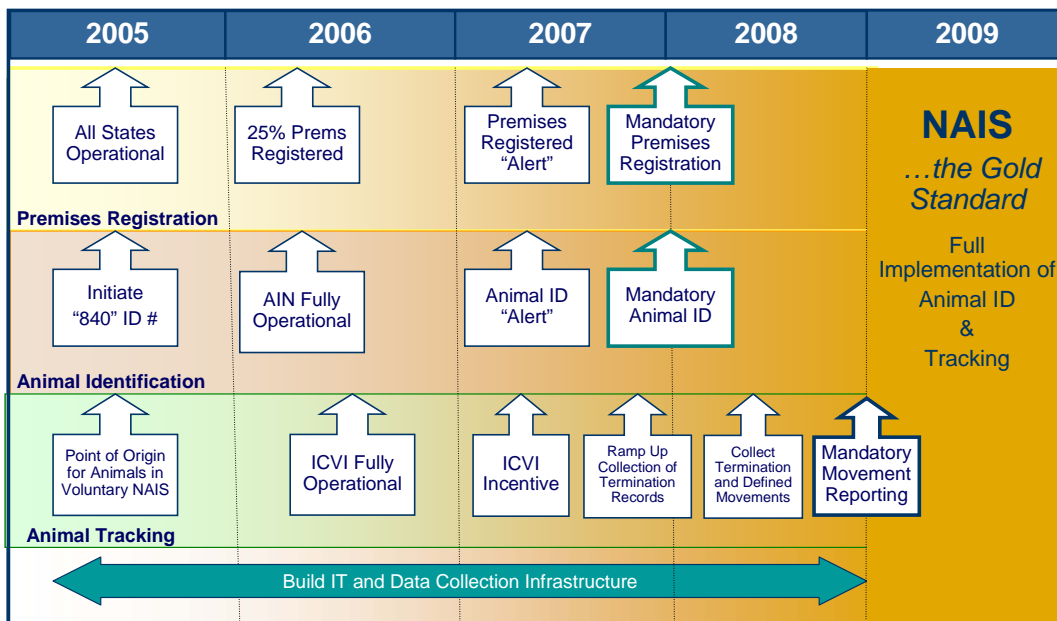 2005
2006
2007
2008
2009
All States
Operational
25% Prems
Registered
Premises
Registered
“Alert”
Mandatory
Premises
Registration
Premises Registration
Initiate
“840” ID #
AIN Fully
Operational
Animal ID
“Alert”
Mandatory
Animal ID
Animal Identification
Point of Origin
for Animals in
Voluntary NAIS
ICVI Fully
Operational
ICVI
Incentive
Ramp Up
Collection of
Termination
Records
Collect
Termination
and Defined
Movements
Mandatory
Movement
Reporting
Animal Tracking
Build IT and Data Collection Infrastructure
NAIS
…the Gold
Standard
Full
Implementation of
Animal ID
&
Tracking